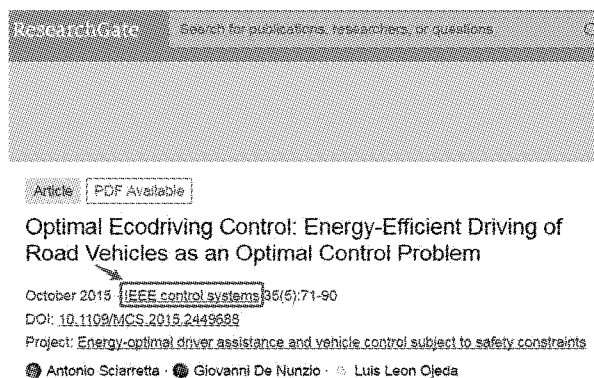 ResearchGate Search for publications, researchers, or questions
Article PDF Available
Optimal Ecodriving Control: Energy-Efficient Driving of
Road Vehicles as an Optimal Control Problem
October 2015 · IEEE control systems 35(5):71-90
DOI: 10.1109/MCS.2015.2449688
Project: Energy-optimal driver assistance and vehicle control subject to safety constraints
Antonio Sciarretta · Giovanni De Nunzio · Luis Leon Ojeda